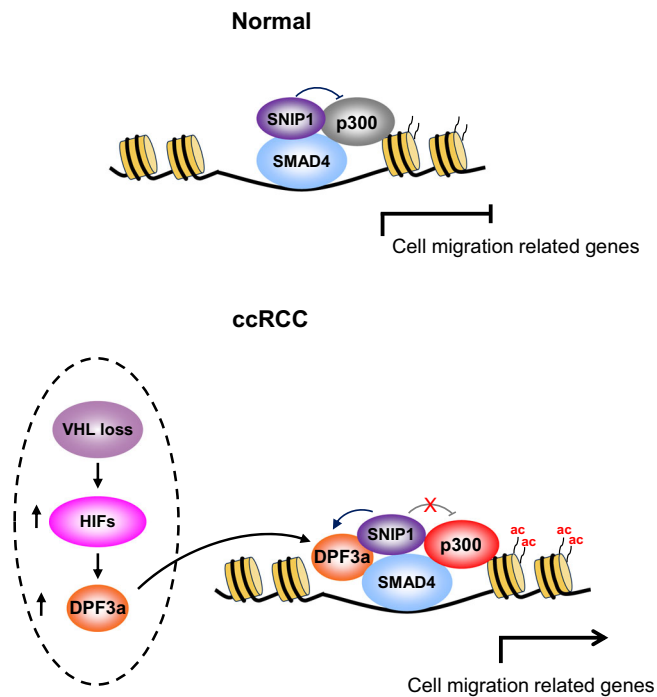 Normal
SNIP1
p300
SMAD4
Cell migration related genes
ccRCC
VHL loss
HIFs
DPF3a
SNIP1
DPF3a
p300
SMAD4
ac
ac
ac
ac
X
Cell migration related genes